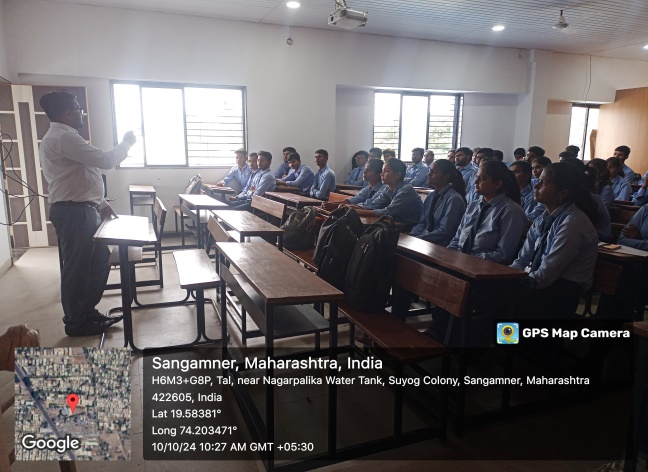 GPS Map Camera
Sangamner, Maharashtra, India
H6M3+G8P, Tal, near Nagarpalika Water Tank, Suyog Colony, Sangamner, Maharashtra
422605, India
Lat 19.58381°
Long 74.203471°
10/10/24 10:27 AM GMT +05:30
Google